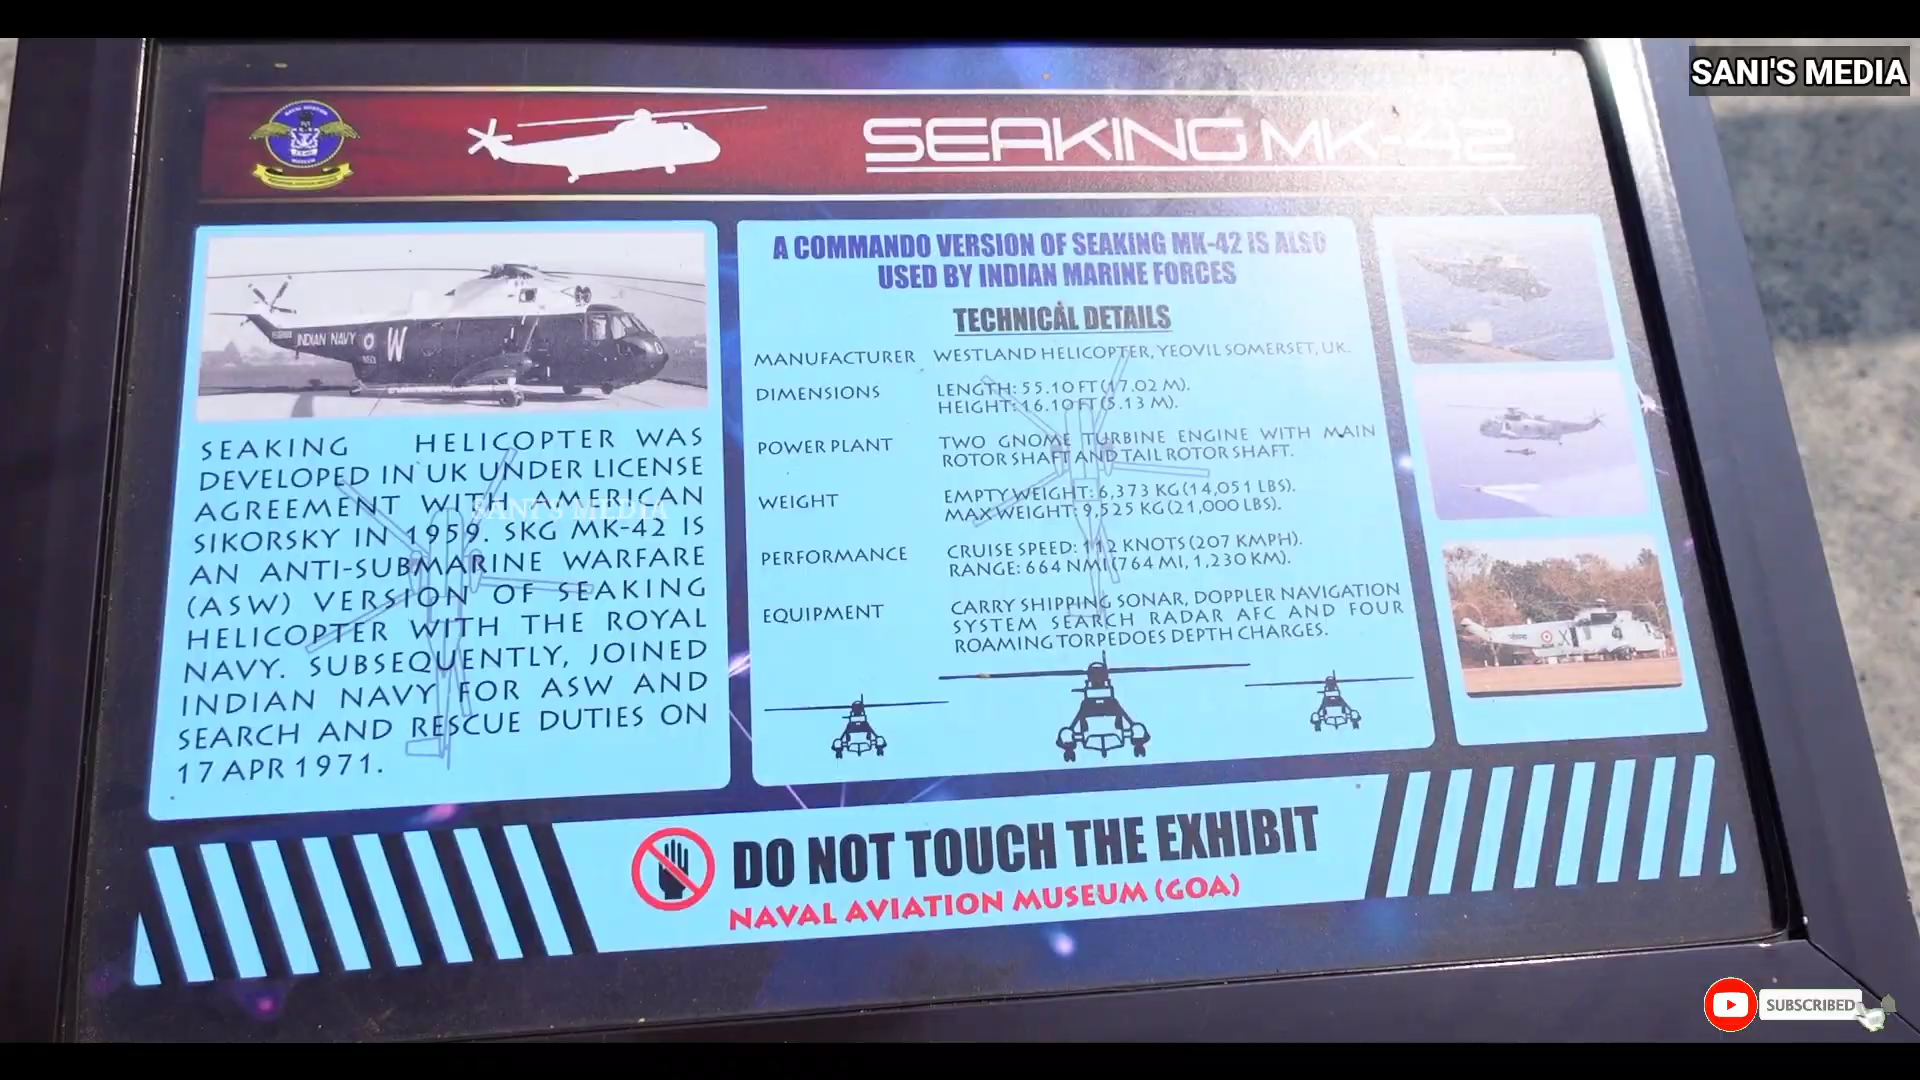 SANI'S MEDIA
SEAKING MK-42
INDIAN NAVY
W
SEAKING HELICOPTER WAS
DEVELOPED IN UK UNDER LICENSE
AGREEMENT WITH AMERICAN
SIKORSKY IN 1959. SKG MK-42 IS
AN ANTI-SUBMARINE WARFARE
(ASW) VERSION OF SEAKING
HELICOPTER WITH THE ROYAL
NAVY. SUBSEQUENTLY, JOINED
INDIAN NAVY FOR ASW AND
SEARCH AND RESCUE DUTIES ON
17 APR 1971.
SANI'S MEDIA
A COMMANDO VERSION OF SEAKING MK-42 IS ALSO
USED BY INDIAN MARINE FORCES
TECHNICAL DETAILS
MANUFACTURER WESTLAND HELICOPTER, YEOVIL SOMERSET, UK.
DIMENSIONS LENGTH: 55.10 FT (17.02 M).
HEIGHT: 16.10 FT (5.13 M).
POWER PLANT TWO GNOME TURBINE ENGINE WITH MAIN
ROTOR SHAFT AND TAIL ROTOR SHAFT.
WEIGHT EMPTY WEIGHT: 6,373 KG (14,051 LBS).
MAX WEIGHT: 9,525 KG (21,000 LBS).
PERFORMANCE CRUISE SPEED: 112 KNOTS (207 KMPH).
RANGE: 664 NMI (764 MI, 1,230 KM).
EQUIPMENT CARRY SHIPPING SONAR, DOPPLER NAVIGATION
SYSTEM SEARCH RADAR AFC AND FOUR
ROAMING TORPEDOES DEPTH CHARGES.
DO NOT TOUCH THE EXHIBIT
NAVAL AVIATION MUSEUM (GOA)
SUBSCRIBED